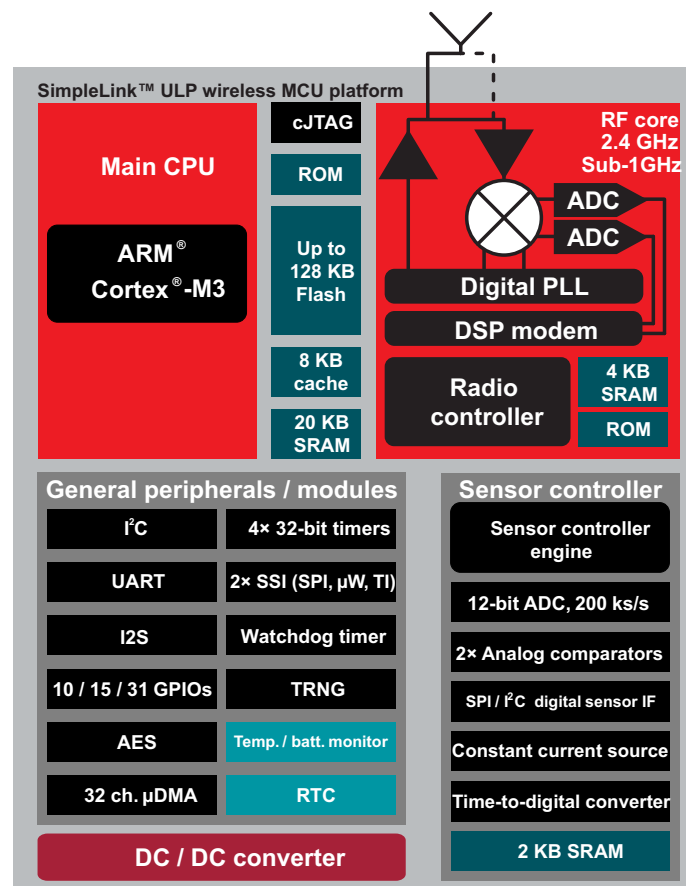 SimpleLink™ ULP wireless MCU platform
Main CPU
ARM®
Cortex®-M3
cJTAG
ROM
Up to
128 KB
Flash
8 KB
cache
20 KB
SRAM
RF core
2.4 GHz
Sub-1GHz
ADC
ADC
Digital PLL
DSP modem
Radio
controller
4 KB
SRAM
ROM
General peripherals / modules
I²C
4× 32-bit timers
UART
2× SSI (SPI, µW, TI)
I2S
Watchdog timer
10 / 15 / 31 GPIOs
TRNG
AES
Temp. / batt. monitor
32 ch. µDMA
RTC
DC / DC converter
Sensor controller
Sensor controller
engine
12-bit ADC, 200 ks/s
2× Analog comparators
SPI / I²C digital sensor IF
Constant current source
Time-to-digital converter
2 KB SRAM